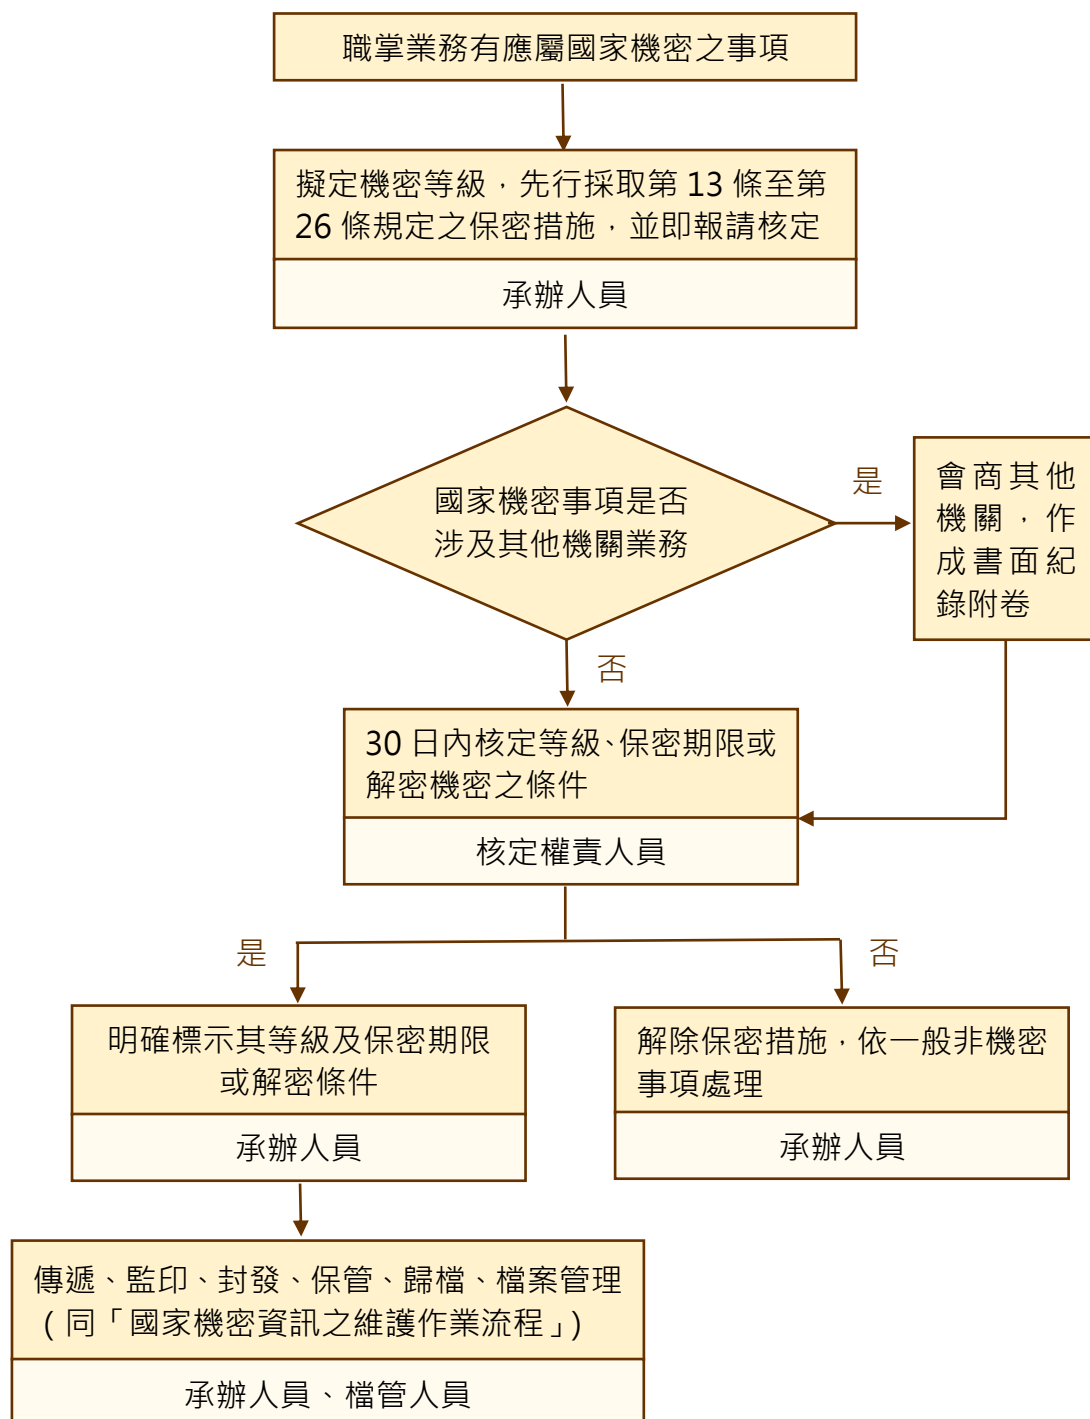 職掌業務有應屬國家機密之事項
擬定機密等級，先行採取第 13 條至第
26 條規定之保密措施，並即報請核定
承辦人員
國家機密事項是否
涉及其他機關業務
是
會商其他
機關，作
成書面紀
錄附卷
否
30 日內核定等級、保密期限或
解密機密之條件
核定權責人員
是
否
明確標示其等級及保密期限
或解密條件
承辦人員
解除保密措施，依一般非機密
事項處理
承辦人員
傳遞、監印、封發、保管、歸檔、檔案管理
（同「國家機密資訊之維護作業流程」）
承辦人員、檔管人員